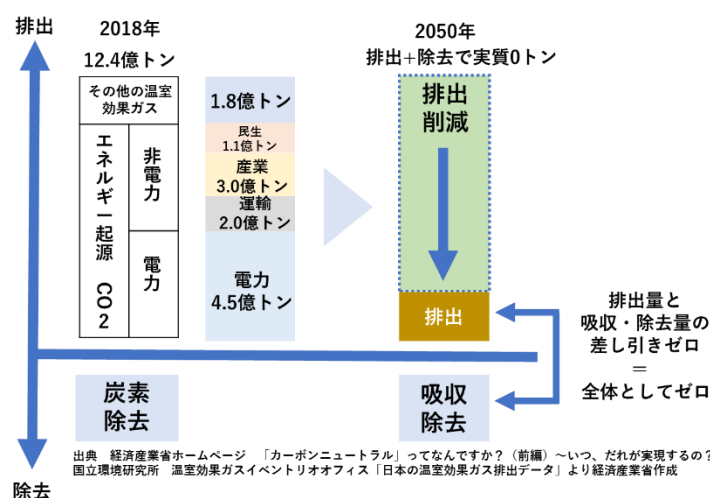 排出
2018年
12.4億トン
2050年
排出+除去で実質0トン
その他の温室
効果ガス
1.8億トン
エネルギー起源 CO2
非電力
民生
1.1億トン
産業
3.0億トン
運輸
2.0億トン
電力
電力
4.5億トン
排出
削減
排出
排出量と
吸収・除去量の
差し引きゼロ
＝
全体としてゼロ
炭素
除去
吸収
除去
出典 経済産業省ホームページ 「カーボンニュートラル」ってなんですか？（前編）～いつ、だれが実現するの？
国立環境研究所 温室効果ガスイベントリオオフィス「日本の温室効果ガス排出データ」より経済産業省作成
除去